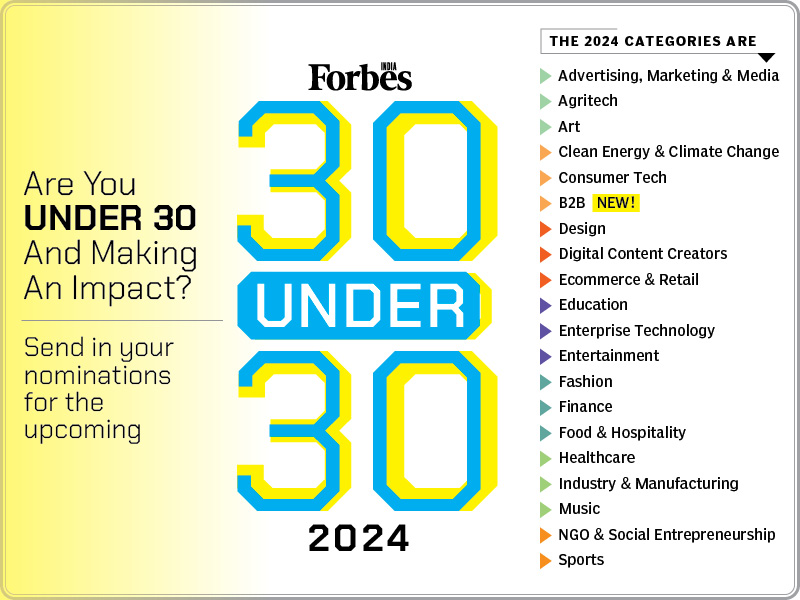 Are You
UNDER 30
And Making
An Impact?
Send in your
nominations
for the
upcoming
Forbes
INDIA
30
UNDER
30
2024
THE 2024 CATEGORIES ARE
Advertising, Marketing & Media
Agritech
Art
Clean Energy & Climate Change
Consumer Tech
B2B NEW!
Design
Digital Content Creators
Ecommerce & Retail
Education
Enterprise Technology
Entertainment
Fashion
Finance
Food & Hospitality
Healthcare
Industry & Manufacturing
Music
NGO & Social Entrepreneurship
Sports